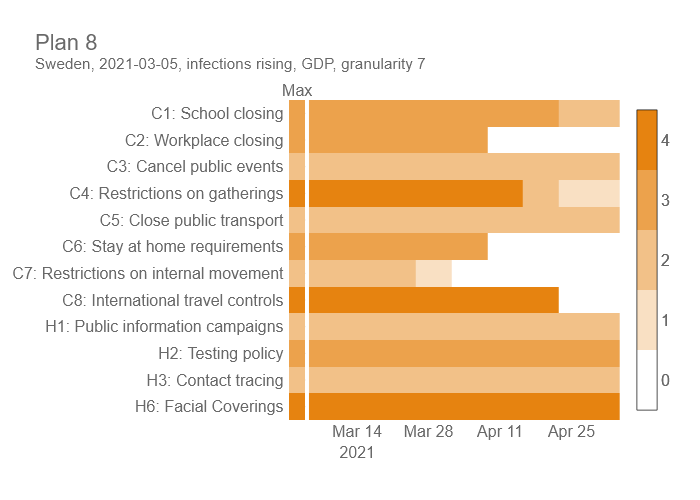 Plan 8
Sweden, 2021-03-05, infections rising, GDP, granularity 7
Max
C1: School closing
C2: Workplace closing
C3: Cancel public events
C4: Restrictions on gatherings
C5: Close public transport
C6: Stay at home requirements
C7: Restrictions on internal movement
C8: International travel controls
H1: Public information campaigns
H2: Testing policy
H3: Contact tracing
H6: Facial Coverings
Mar 14 Mar 28 Apr 11 Apr 25
2021
4
3
2
1
0